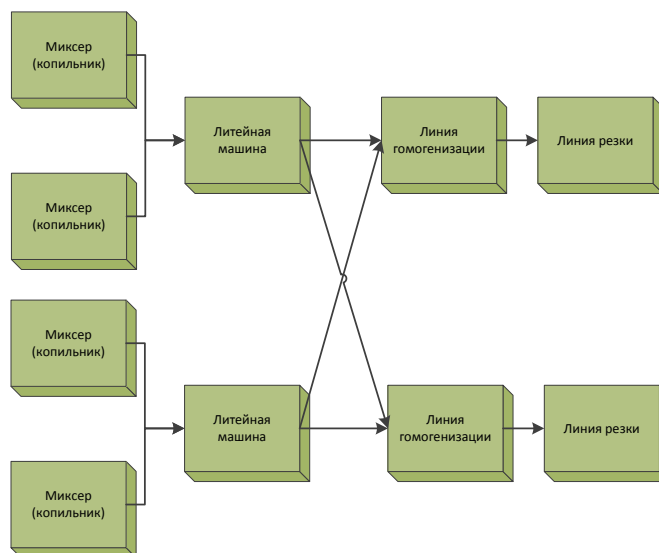 Миксер
(копильник)
Литейная
машина
Линия
гомогенизации
Линия резки
Миксер
(копильник)
Миксер
(копильник)
Литейная
машина
Линия
гомогенизации
Линия резки
Миксер
(копильник)